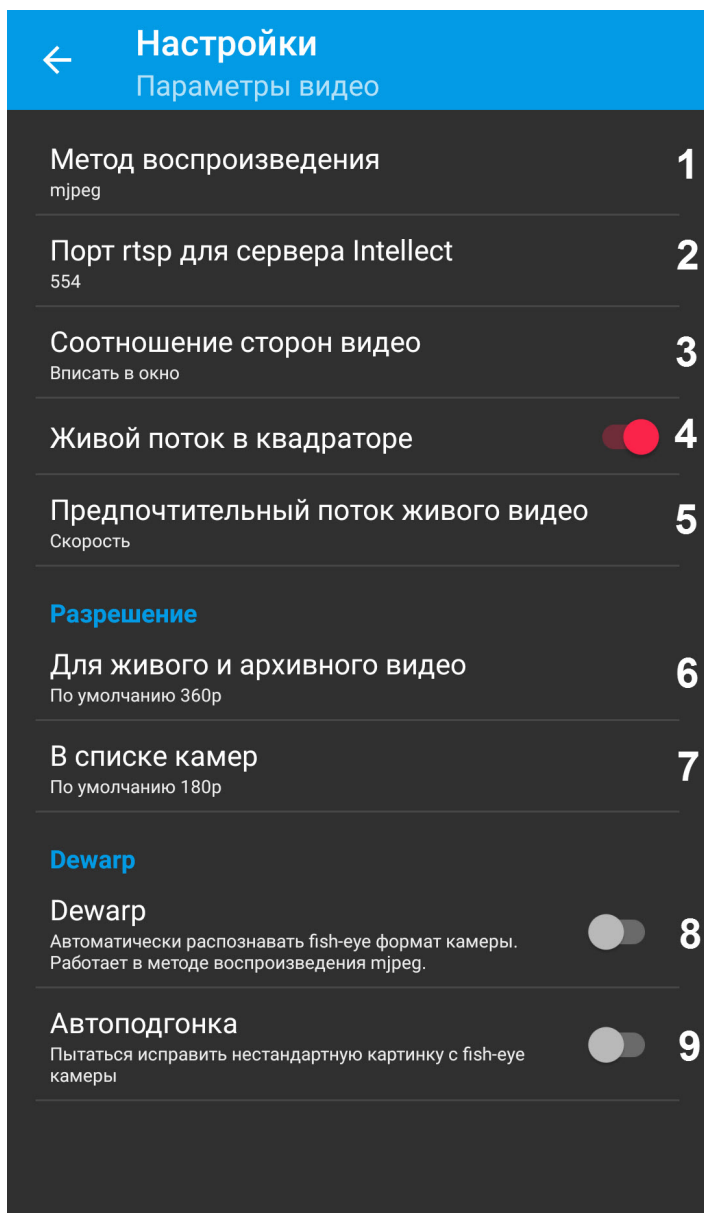 Настройки
Параметры видео
Метод воспроизведения
1
mjpeg
Порт rtsp для сервера Intellect
2
554
Соотношение сторон видео
3
Вписать в окно
Живой поток в квадраторе
4
Предпочтительный поток живого видео
5
Скорость
Разрешение
Для живого и архивного видео
6
По умолчанию 360p
В списке камер
7
По умолчанию 180p
Dewarp
Dewarp
8
Автоматически распознавать fish-eye формат камеры.
Работает в методе воспроизведения mjpeg.
Автоподгонка
9
Пытаться исправить нестандартную картинку с fish-eye
камеры